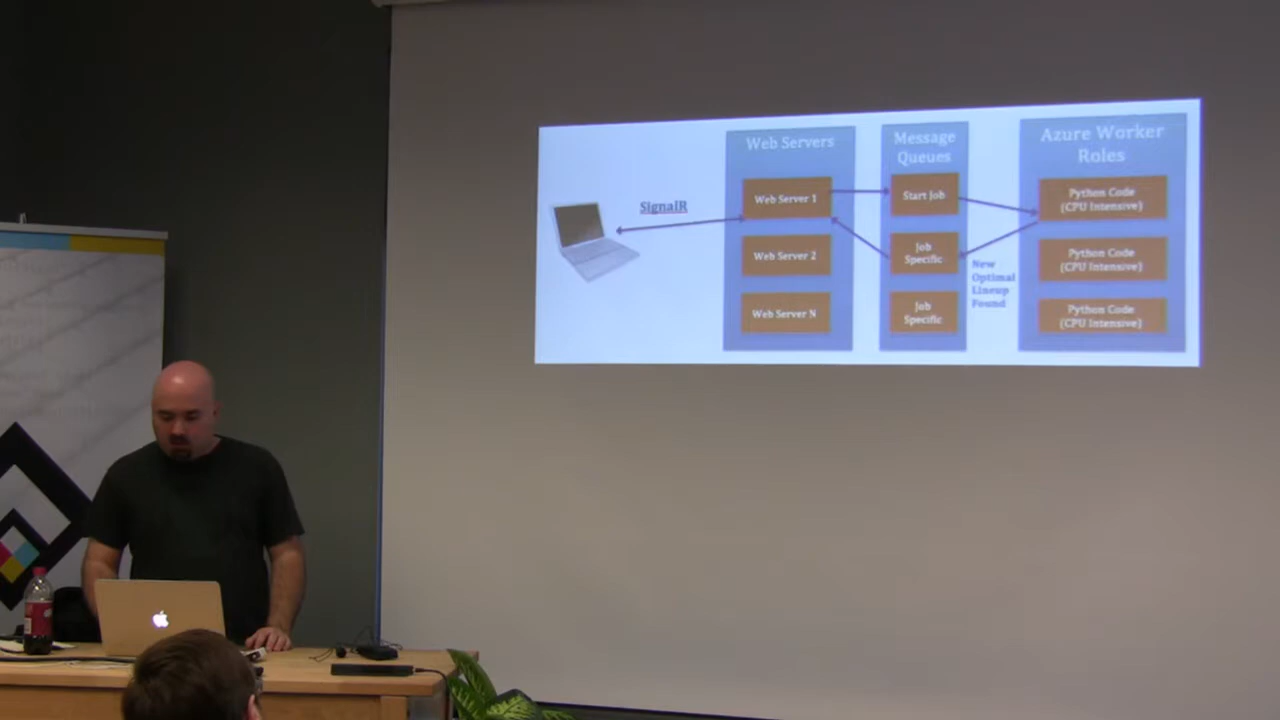 SignalR
Web Servers
Web Server 1
Web Server 2
Web Server N
Message
Queues
Start Job
Job
Specific
Job
Specific
New
Optimal
Lineup
Found
Azure Worker
Roles
Python Code
(CPU Intensive)
Python Code
(CPU Intensive)
Python Code
(CPU Intensive)